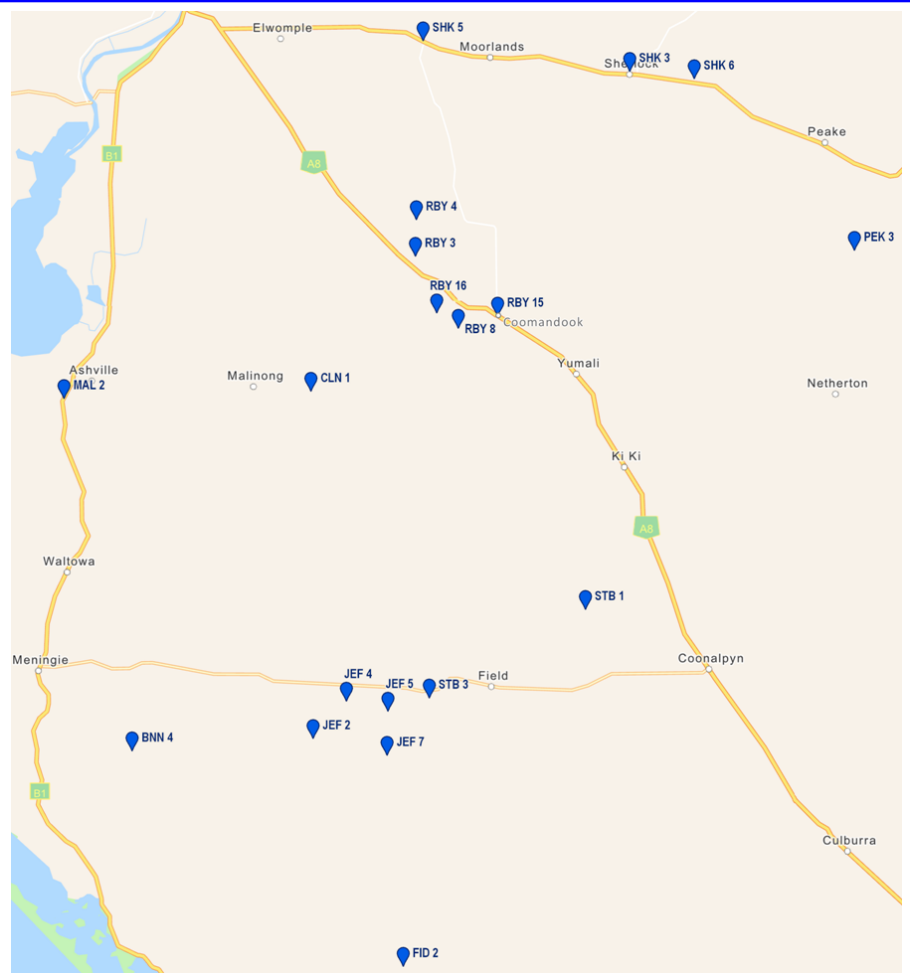 Elwomple
SHK 5
Moorlands
SHK 3
Sherlock
SHK 6
Peake
B1
A8
RBY 4
PEK 3
RBY 3
RBY 16
RBY 15
RBY 8
Coomandook
Yumali
Ashville
MAL 2
Malinong
CLN 1
Netherton
Ki Ki
A8
Waltowa
STB 1
Meningie
Coonalpyn
JEF 4
Field
JEF 5
STB 3
JEF 2
BNN 4
JEF 7
B1
Culburra
FID 2